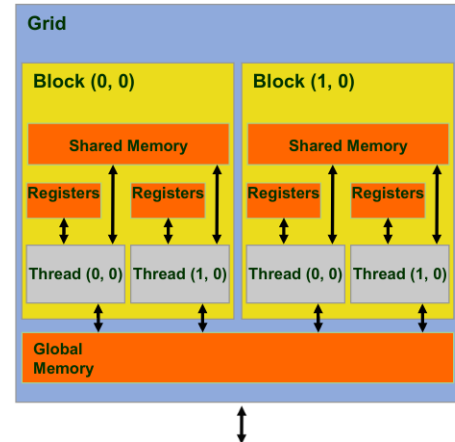 Grid
Block (0, 0)
Block (1, 0)
Shared Memory
Shared Memory
Registers
Registers
Registers
Registers
Thread (0, 0)
Thread (1, 0)
Thread (0, 0)
Thread (1, 0)
Global
Memory